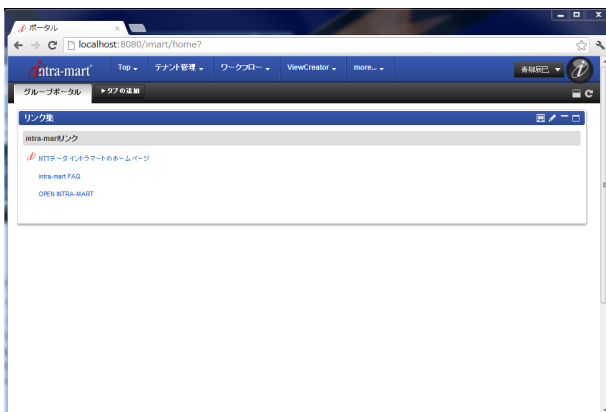 ポータル
localhost:8080/imart/home?
intra-mart Top テナント管理 ワークフロー ViewCreator more... 青柳辰巳
グループポータル タブの追加
リンク集
intra-martリンク
NTTデータ イントラマートのホームページ
intra-mart FAQ
OPEN INTRA-MART